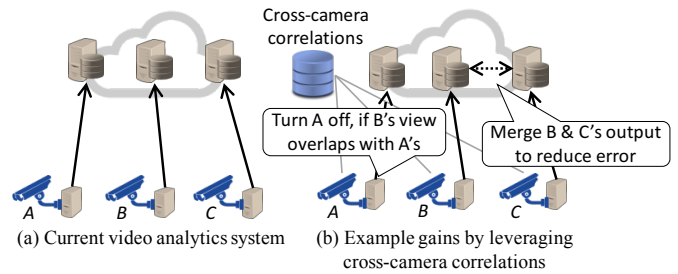 Cross-camera
correlations
Turn A off, if B's view
overlaps with A's
Merge B & C's output
to reduce error
A
B
C
A
B
C
(a) Current video analytics system
(b) Example gains by leveraging
cross-camera correlations